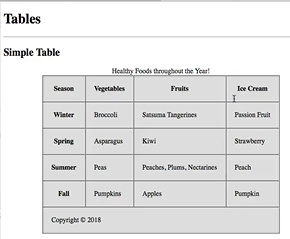 Tables
Simple Table
Healthy Foods throughout the Year!
Season Vegetables Fruits Ice Cream
Winter Broccoli Satsuma Tangerines Passion Fruit
Spring Asparagus Kiwi Strawberry
Summer Peas Peaches, Plums, Nectarines Peach
Fall Pumpkins Apples Pumpkin
Copyright © 2018